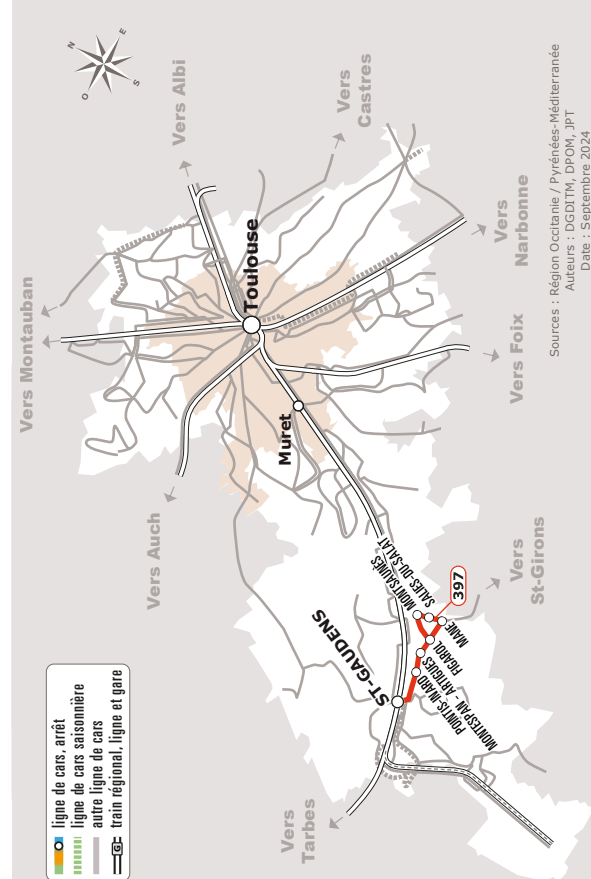 N
E
S
O
Vers Montauban
Vers Albi
Vers
Castres
Vers Auch
Toulouse
Muret
Vers
Narbonne
Vers Foix
Vers
St-Girons
Vers
Tarbes
ST-GAUDENS
MONTSAUNÈS
SALIES-DU-SALAT
397
MANE
FIGAROL
MONTESPAN - ARTIGUES
POINTIS-INARD
ligne de cars, arrêt
ligne de cars saisonnière
autre ligne de cars
G
train régional, ligne et gare
Sources : Région Occitanie / Pyrénées-Méditerranée
Auteurs : DGDITM, DPOM, JPT
Date : Septembre 2024